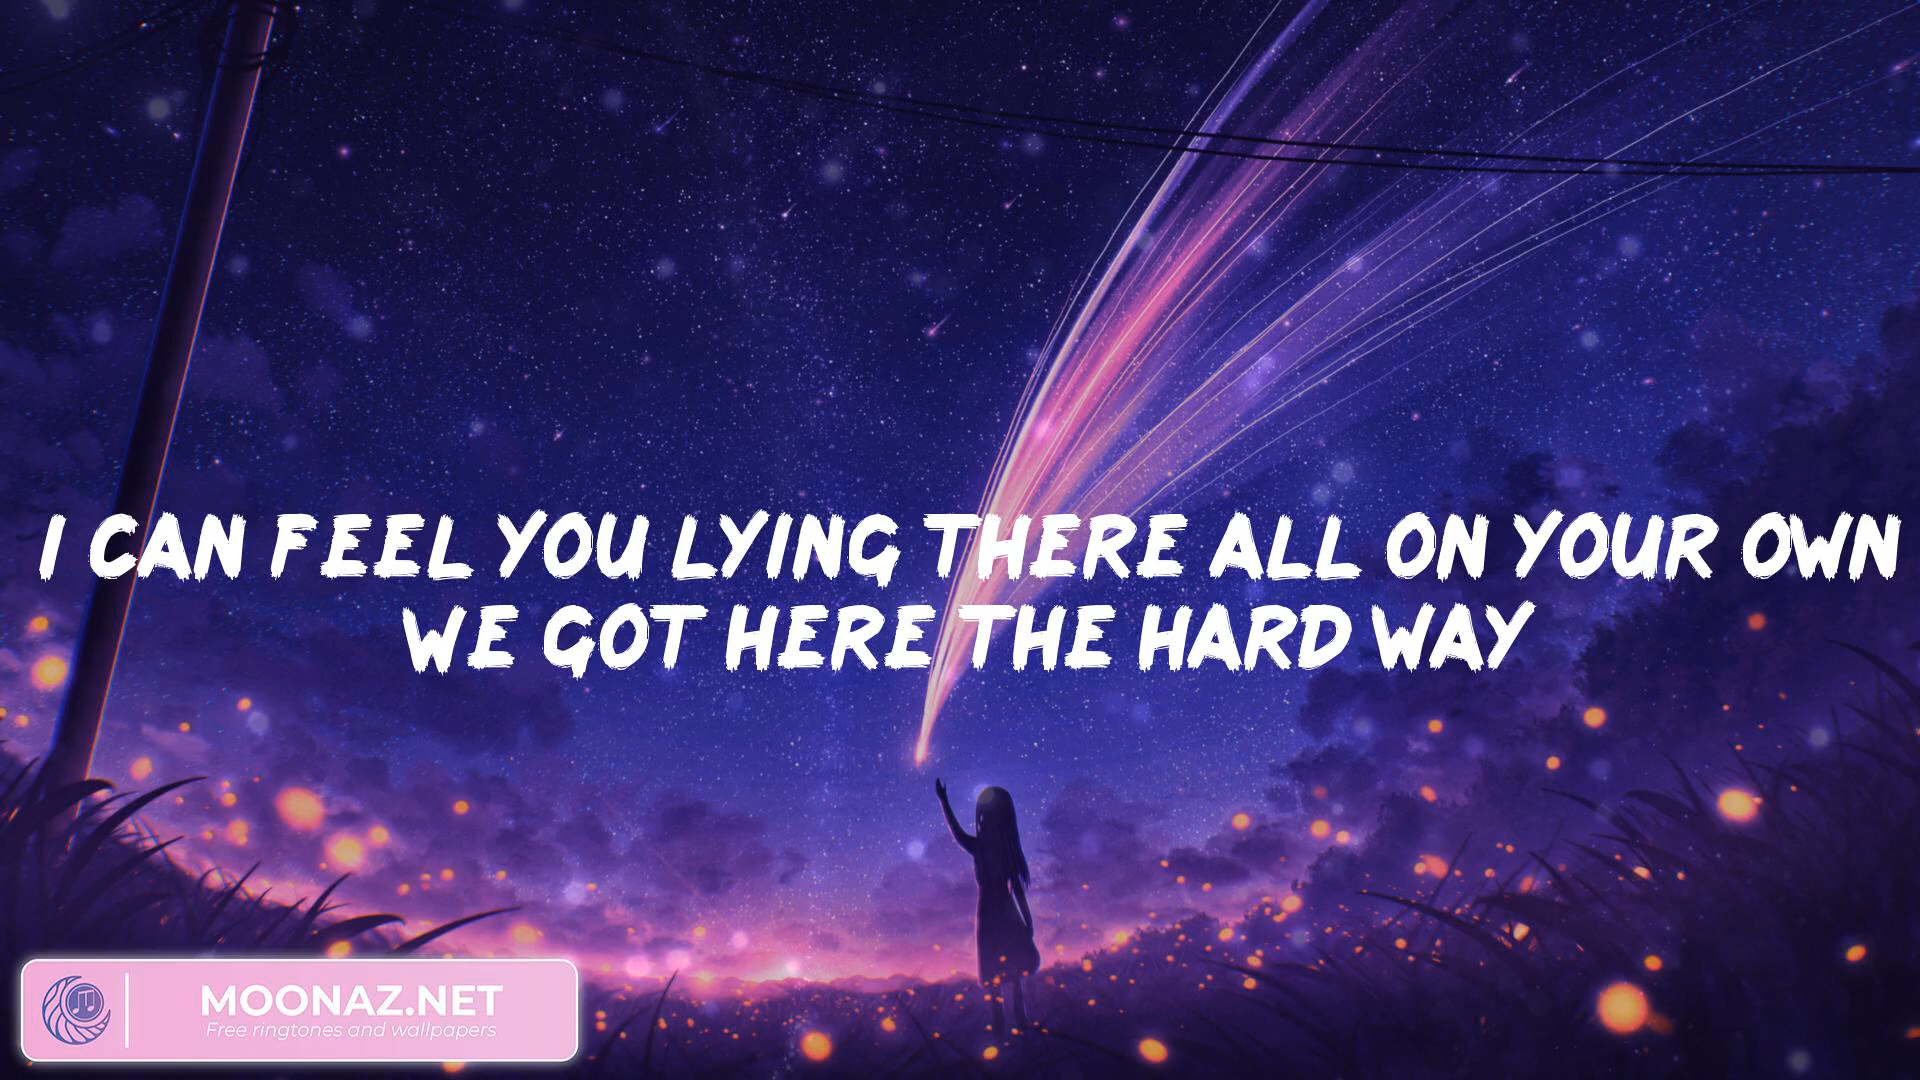 I CAN FEEL YOU LYING THERE ALL ON YOUR OWN
WE GOT HERE THE HARD WAY
MOONAZ.NET
Free ringtones and wallpapers